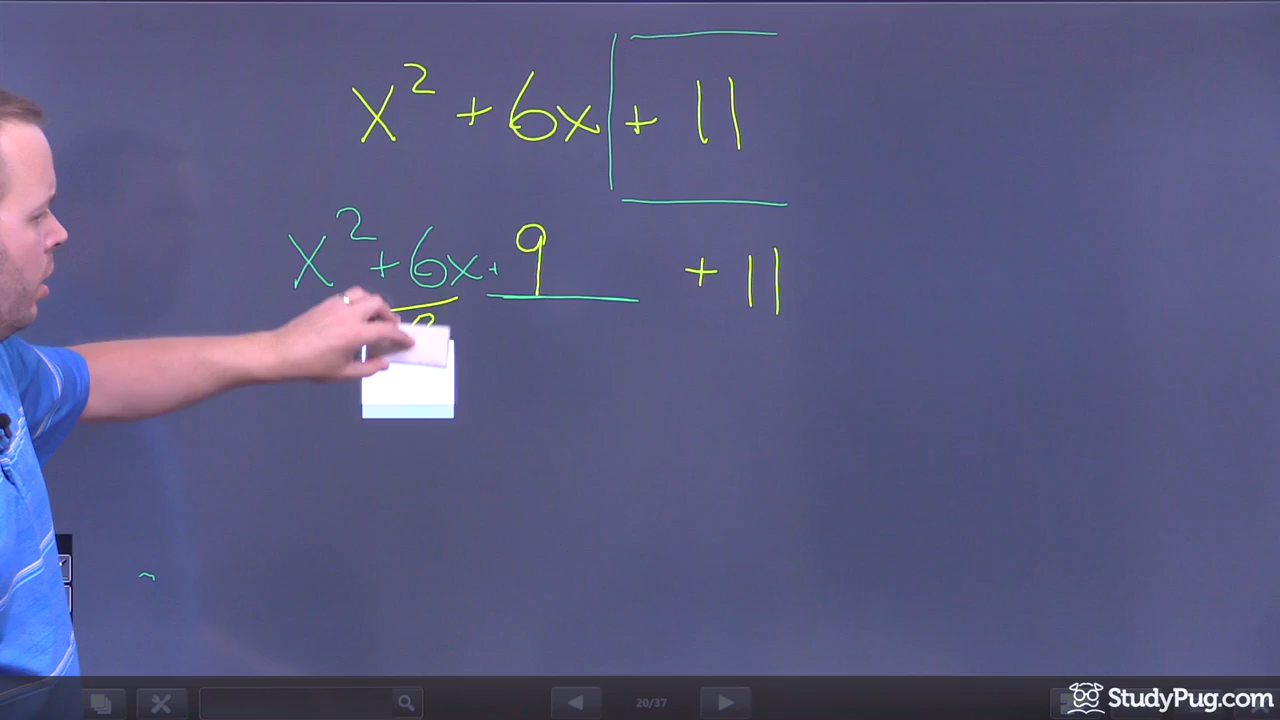 x² + 6x + 11
x² + 6x + 9 + 11
20/37
StudyPug.com